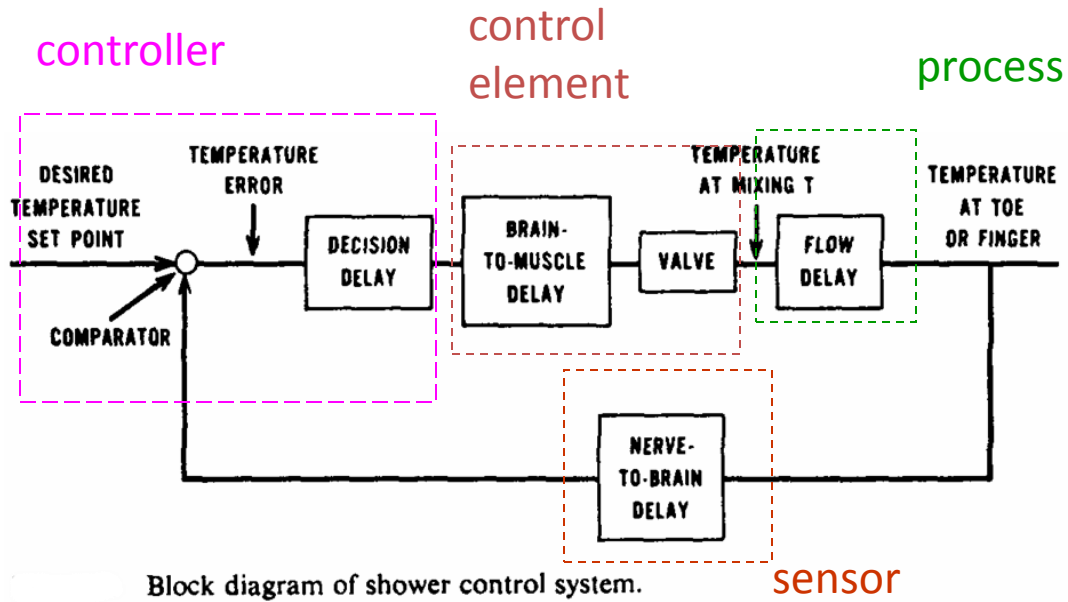 controller
control
element
process
DESIRED
TEMPERATURE
SET POINT
TEMPERATURE
ERROR
COMPARATOR
DECISION
DELAY
BRAIN-
TO-MUSCLE
DELAY
VALVE
TEMPERATURE
AT MIXING T
FLOW
DELAY
TEMPERATURE
AT TOE
OR FINGER
NERVE-
TO-BRAIN
DELAY
sensor
Block diagram of shower control system.